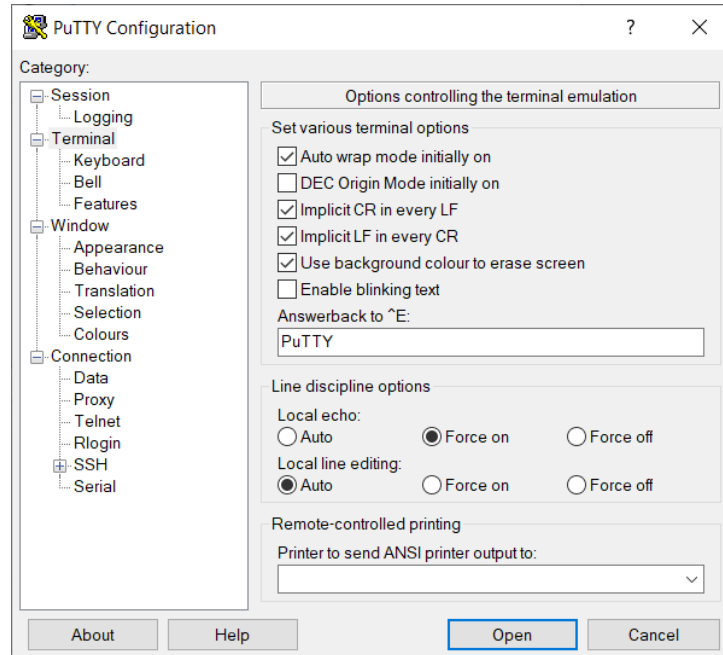 PuTTY Configuration
?
Category:
Session
Logging
Terminal
Keyboard
Bell
Features
Window
Appearance
Behaviour
Translation
Selection
Colours
Connection
Data
Proxy
Telnet
Rlogin
SSH
Serial
Options controlling the terminal emulation
Set various terminal options
Auto wrap mode initially on
DEC Origin Mode initially on
Implicit CR in every LF
Implicit LF in every CR
Use background colour to erase screen
Enable blinking text
Answerback to ^E:
PuTTY
Line discipline options
Local echo:
Auto Force on Force off
Local line editing:
Auto Force on Force off
Remote-controlled printing
Printer to send ANSI printer output to:
About Help Open Cancel